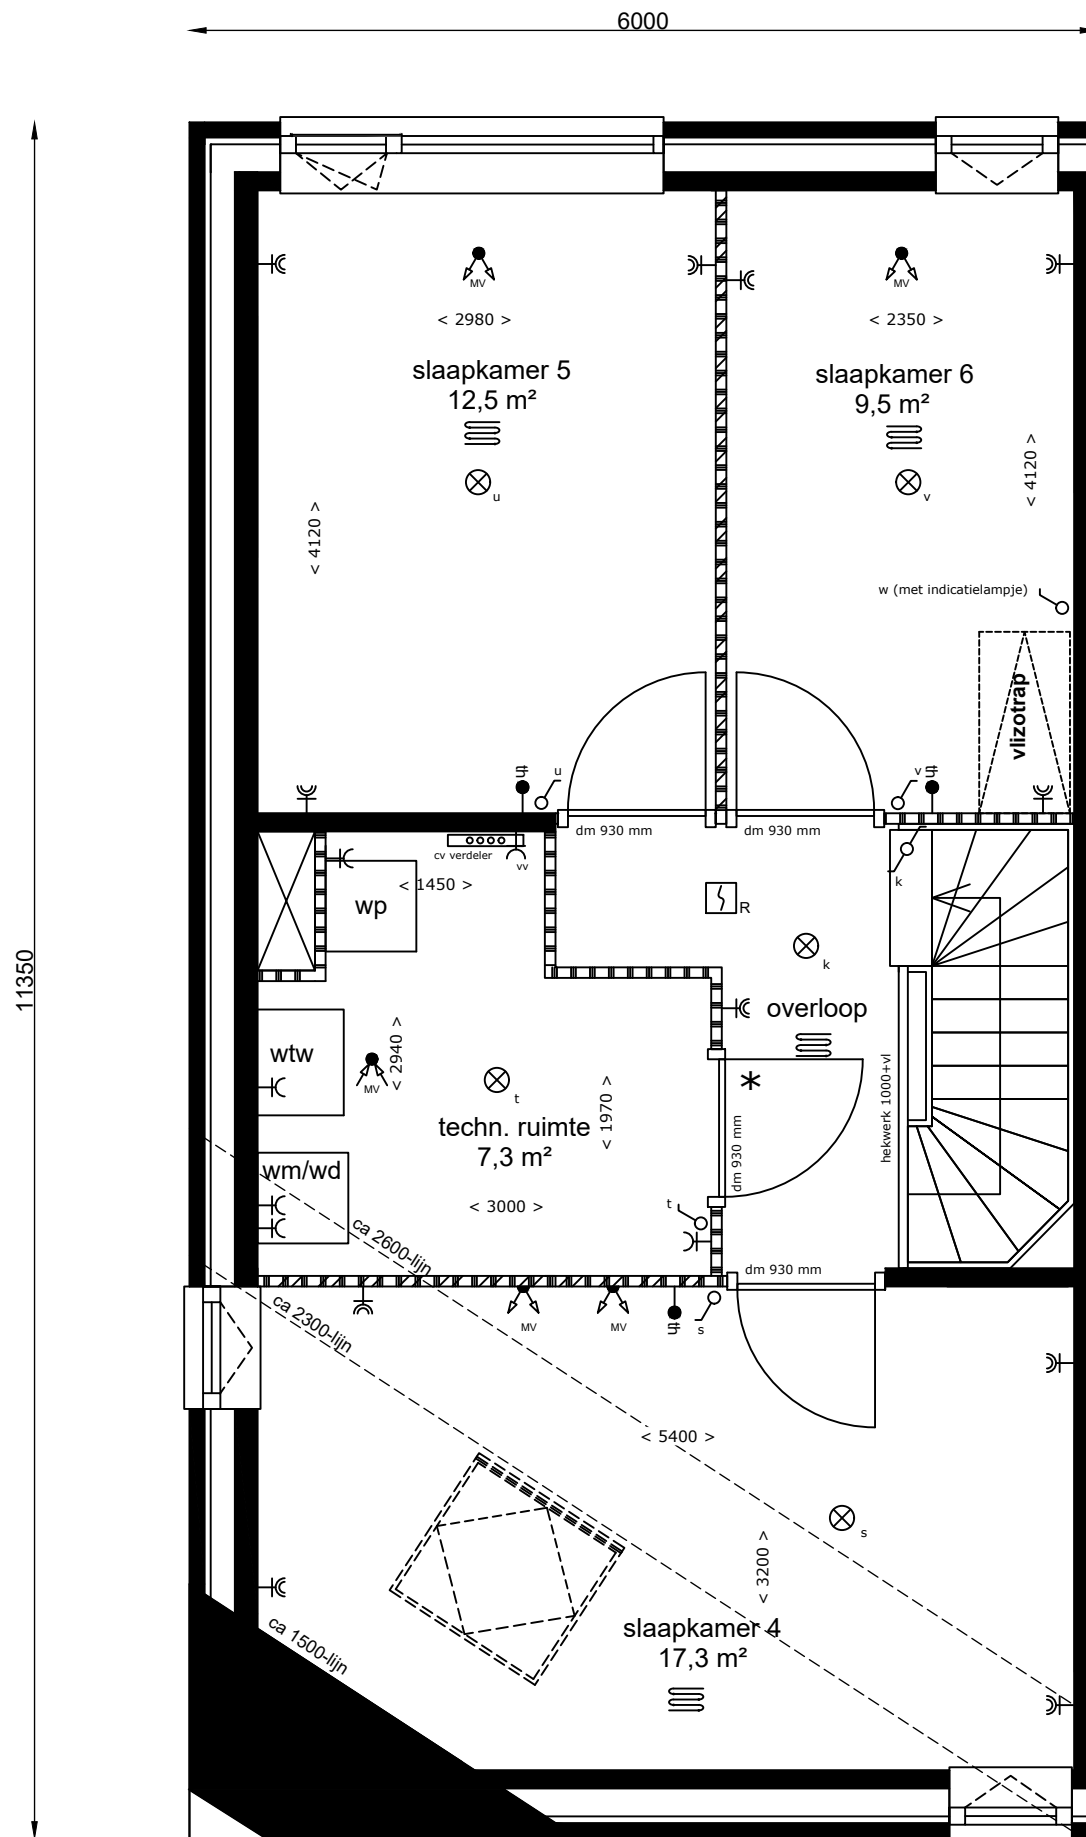 6000
11350
MV
MV
< 2980 >
< 2350 >
slaapkamer 5
12,5 m²
slaapkamer 6
9,5 m²
u
v
< 4120 >
< 4120 >
w (met indicatielampje)
vlizotrap
th
u
v
th
dm 930 mm
dm 930 mm
cv verdeler
vv
< 1450 >
wp
k
R
k
overloop
wtw
MV
< 2940 >
t
techn. ruimte
7,3 m²
< 1970 >
*
dm 930 mm
hekwerk 1000+vl
wm/wd
< 3000 >
t
ca 2600-lijn
dm 930 mm
ca 2300-lijn
MV
MV
th
s
< 5400 >
s
< 3200 >
slaapkamer 4
17,3 m²
ca 1500-lijn